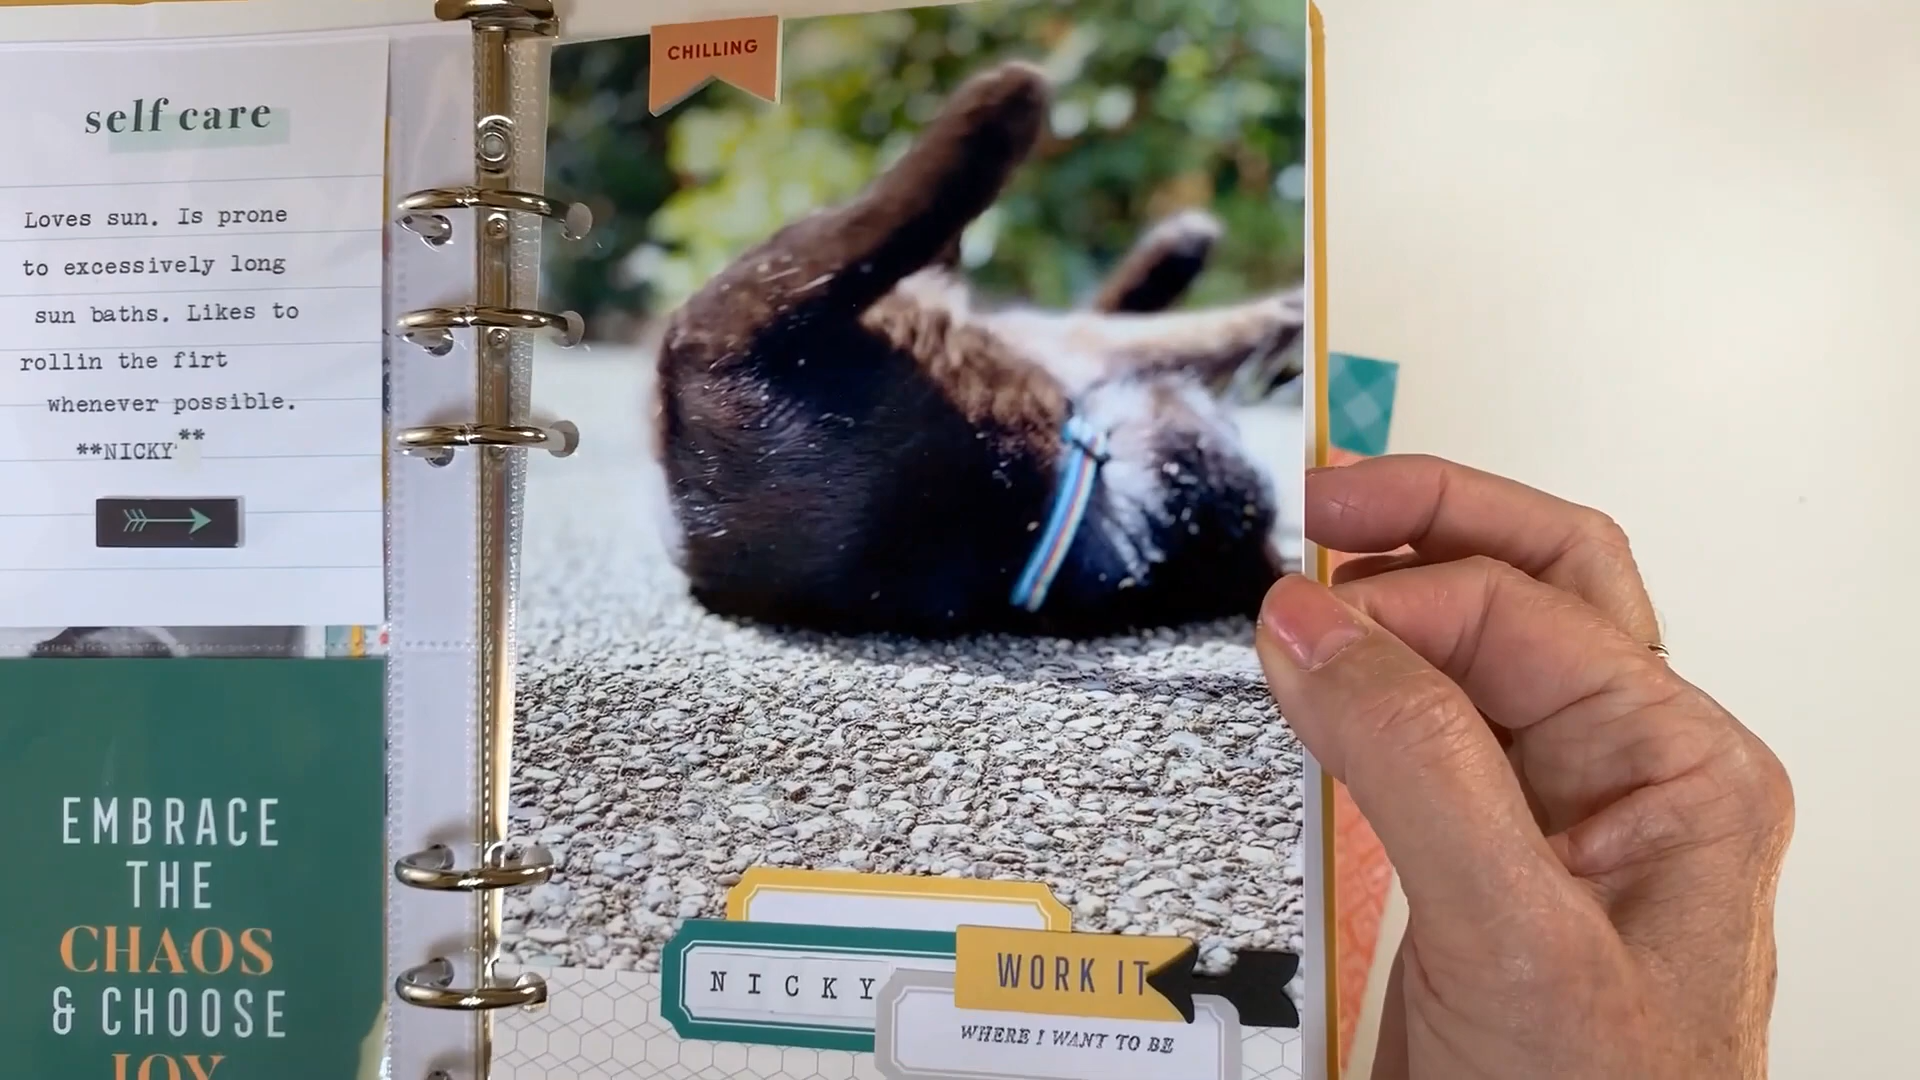 self care
Loves sun. Is prone
to excessively long
sun baths. Likes to
rollin the firt
whenever possible.
**NICKY**
EMBRACE
THE
CHAOS
& CHOOSE
JOY
CHILLING
NICKY
WORK IT
WHERE I WANT TO BE